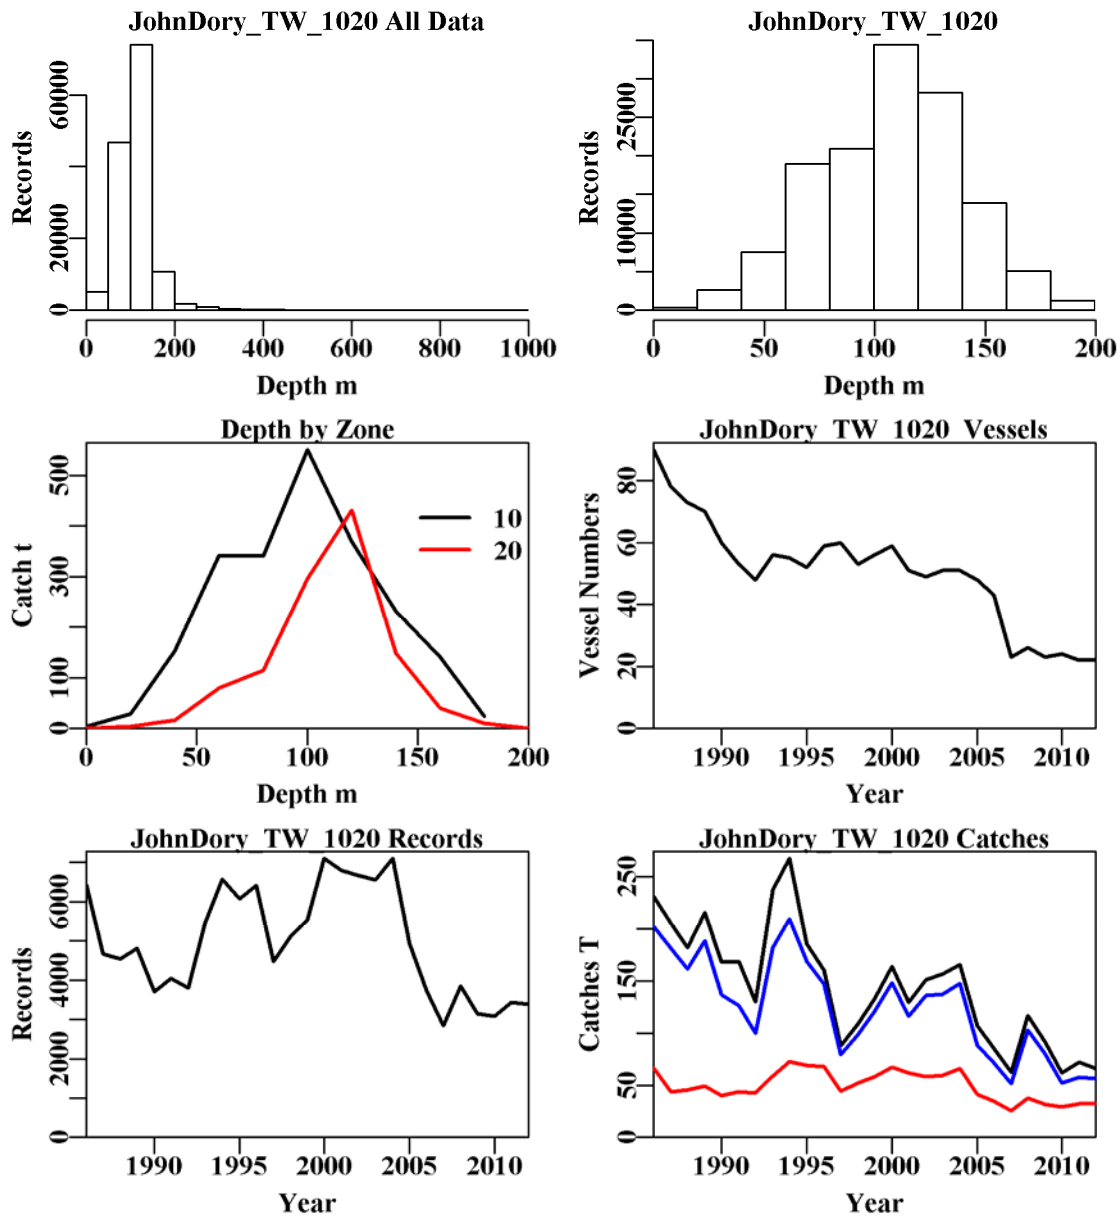 JohnDory_TW_1020 All Data
Records
0
20000
60000
0 200 400 600 800 1000
Depth m
JohnDory_TW_1020
Records
0
10000
25000
0 50 100 150 200
Depth m
Depth by Zone
Catch t
0
100
300
500
10
20
0 50 100 150 200
Depth m
JohnDory_TW_1020_Vessels
Vessel Numbers
0
20
40
60
80
1990 1995 2000 2005 2010
Year
JohnDory_TW_1020 Records
Records
0
2000
4000
6000
1990 1995 2000 2005 2010
Year
JohnDory_TW_1020 Catches
Catches T
0
50
150
250
1990 1995 2000 2005 2010
Year